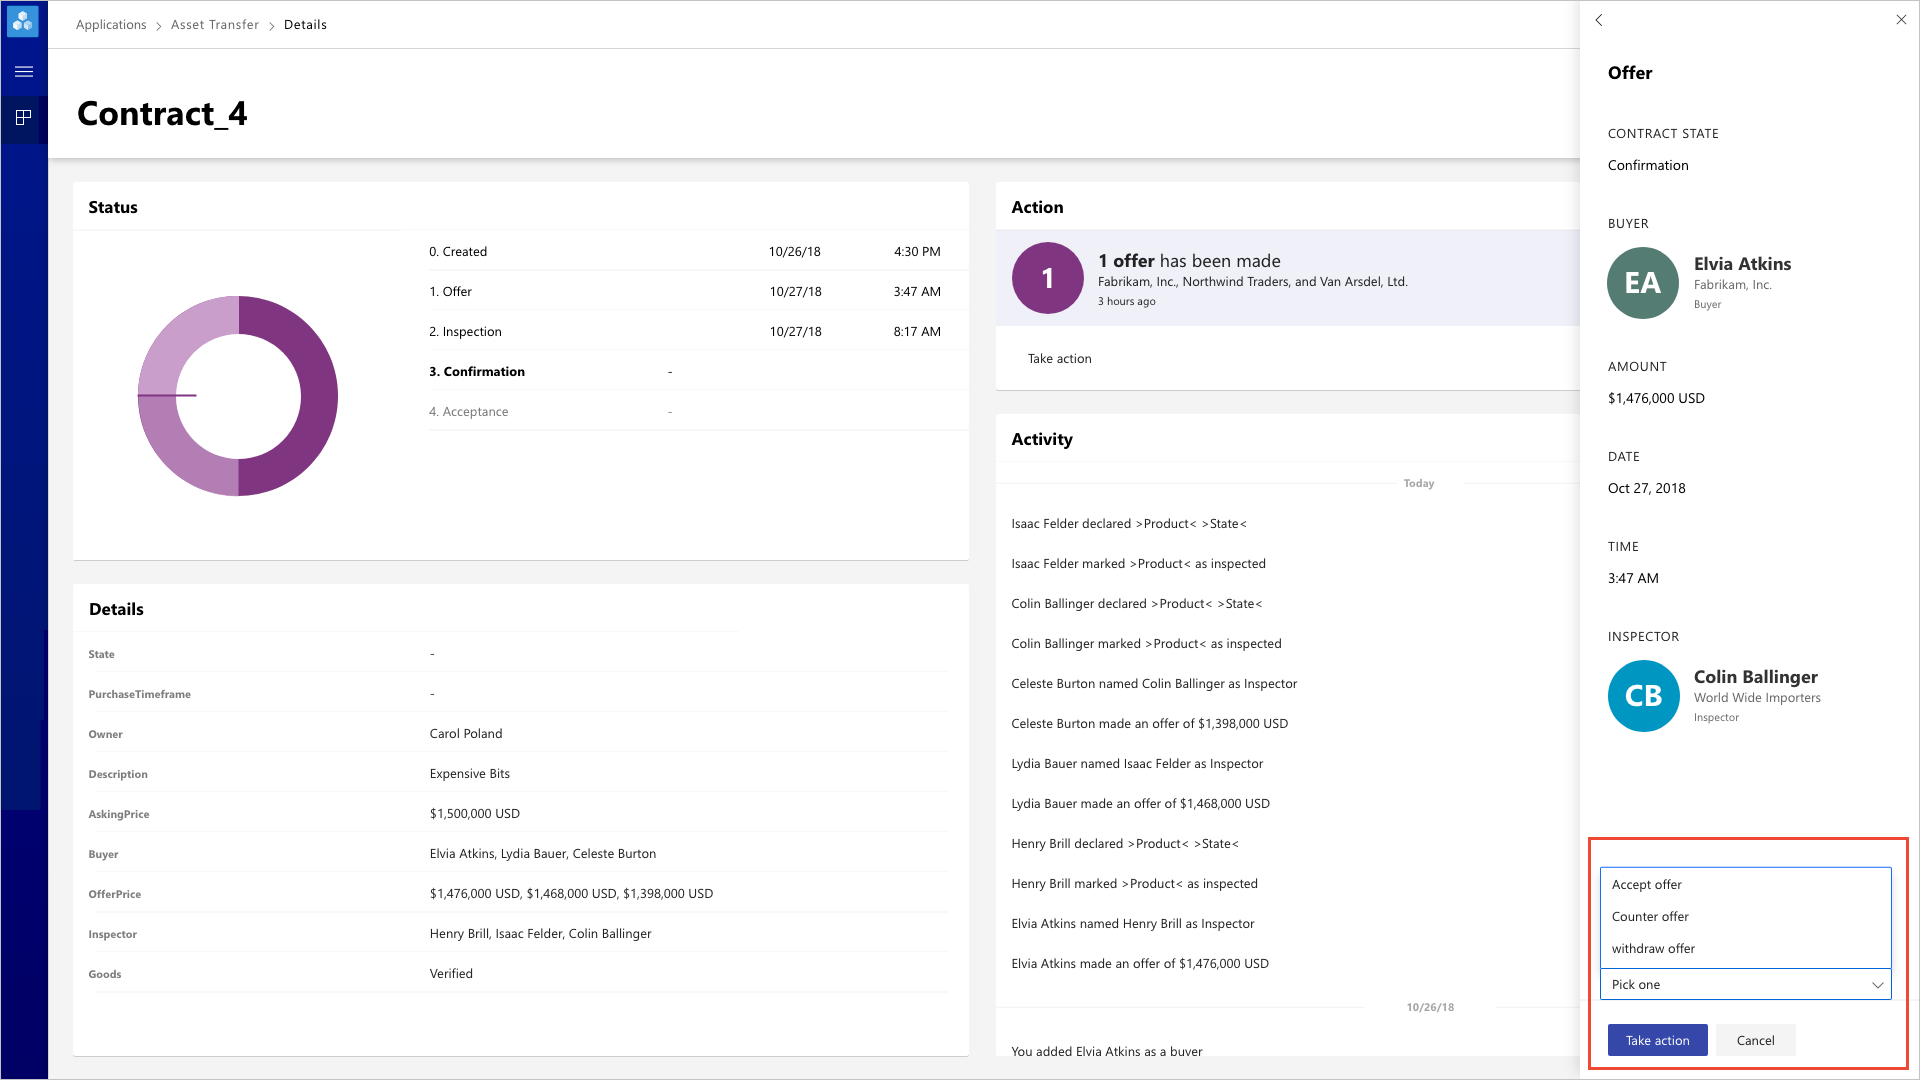 Applications > Asset Transfer > Details
Contract_4
Status
0. Created 10/26/18 4:30 PM
1. Offer 10/27/18 3:47 AM
2. Inspection 10/27/18 8:17 AM
3. Confirmation -
4. Acceptance -
Details
State -
PurchaseTimeframe -
Owner Carol Poland
Description Expensive Bits
AskingPrice $1,500,000 USD
Buyer Elvia Atkins, Lydia Bauer, Celeste Burton
OfferPrice $1,476,000 USD, $1,468,000 USD, $1,398,000 USD
Inspector Henry Brill, Isaac Felder, Colin Ballinger
Goods Verified
Action
1
1 offer has been made
Fabrikam, Inc., Northwind Traders, and Van Arsdel, Ltd.
3 hours ago
Take action
Activity
Today
Isaac Felder declared >Product< >State<
Isaac Felder marked >Product< as inspected
Colin Ballinger declared >Product< >State<
Colin Ballinger marked >Product< as inspected
Celeste Burton named Colin Ballinger as Inspector
Celeste Burton made an offer of $1,398,000 USD
Lydia Bauer named Isaac Felder as Inspector
Lydia Bauer made an offer of $1,468,000 USD
Henry Brill declared >Product< >State<
Henry Brill marked >Product< as inspected
Elvia Atkins named Henry Brill as Inspector
Elvia Atkins made an offer of $1,476,000 USD
10/26/18
You added Elvia Atkins as a buyer
Offer
CONTRACT STATE
Confirmation
BUYER
EA
Elvia Atkins
Fabrikam, Inc.
Buyer
AMOUNT
$1,476,000 USD
DATE
Oct 27, 2018
TIME
3:47 AM
INSPECTOR
CB
Colin Ballinger
World Wide Importers
Inspector
Accept offer
Counter offer
withdraw offer
Pick one
Take action Cancel